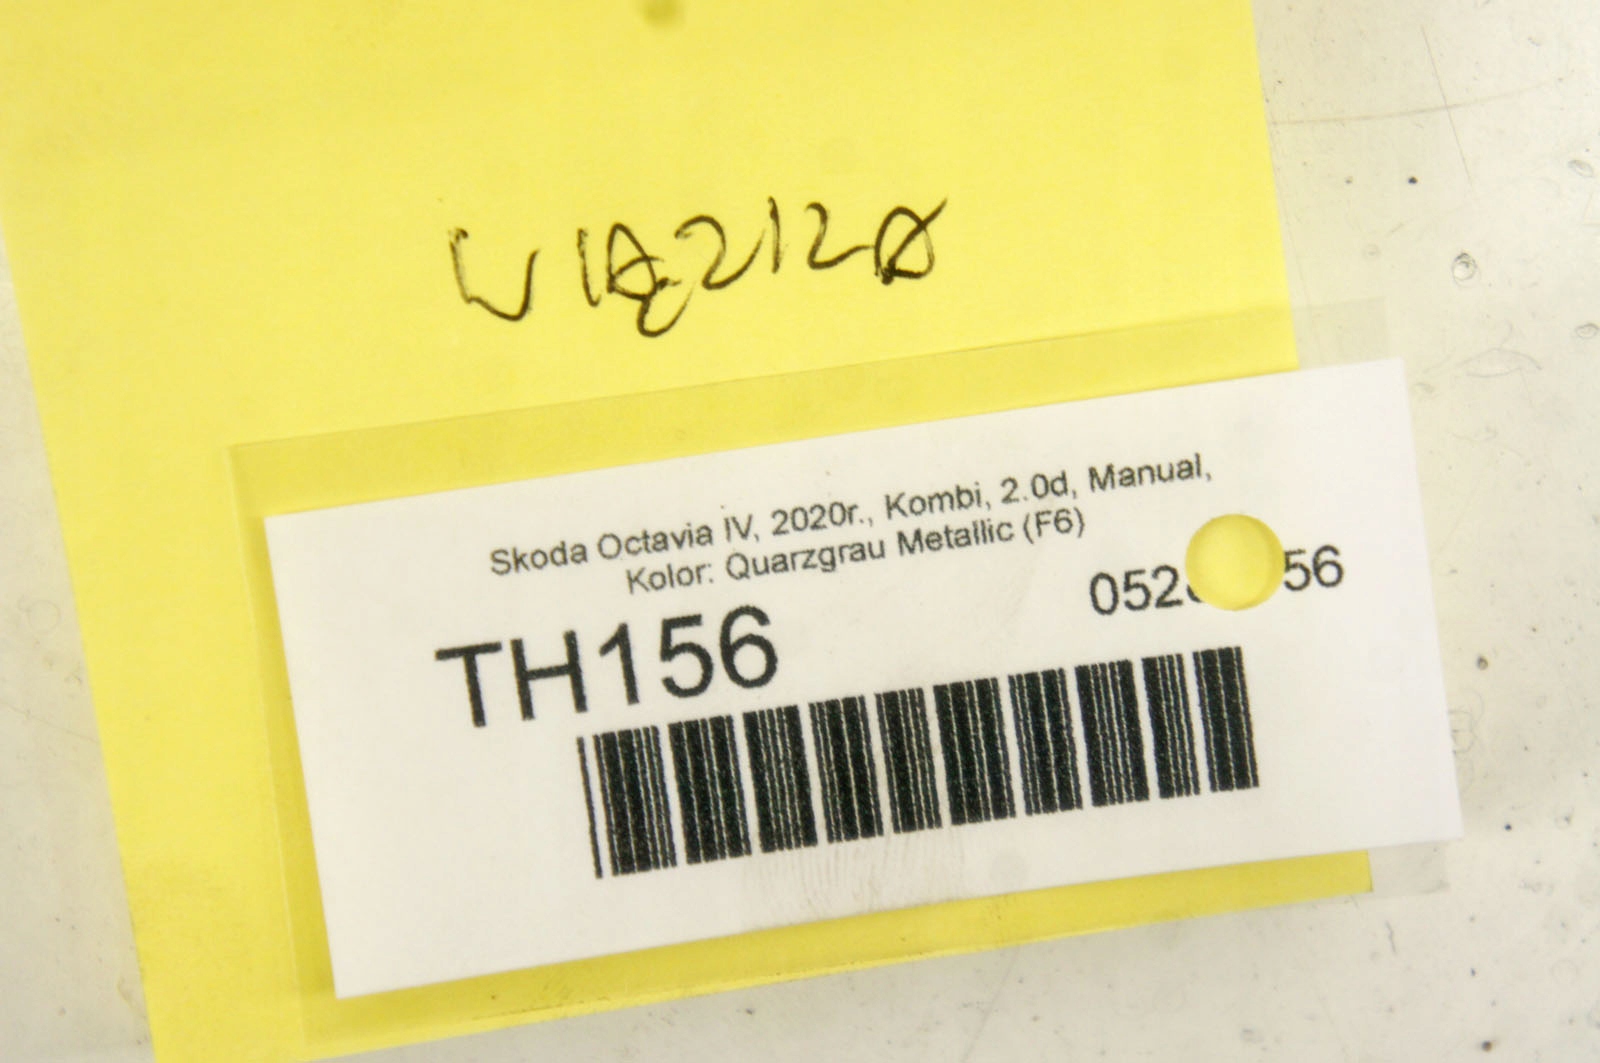 Skoda Octavia IV, 2020r., Kombi, 2.0d, Manual,
Kolor: Quarzgrau Metallic (F6)
TH156